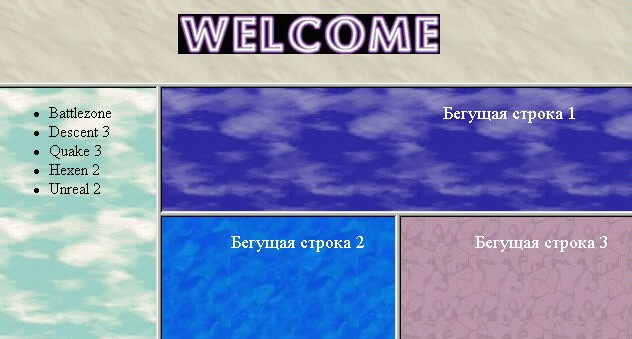 WELCOME
Battlezone
Descent 3
Quake 3
Hexen 2
Unreal 2
Бегущая строка 1
Бегущая строка 2
Бегущая строка 3